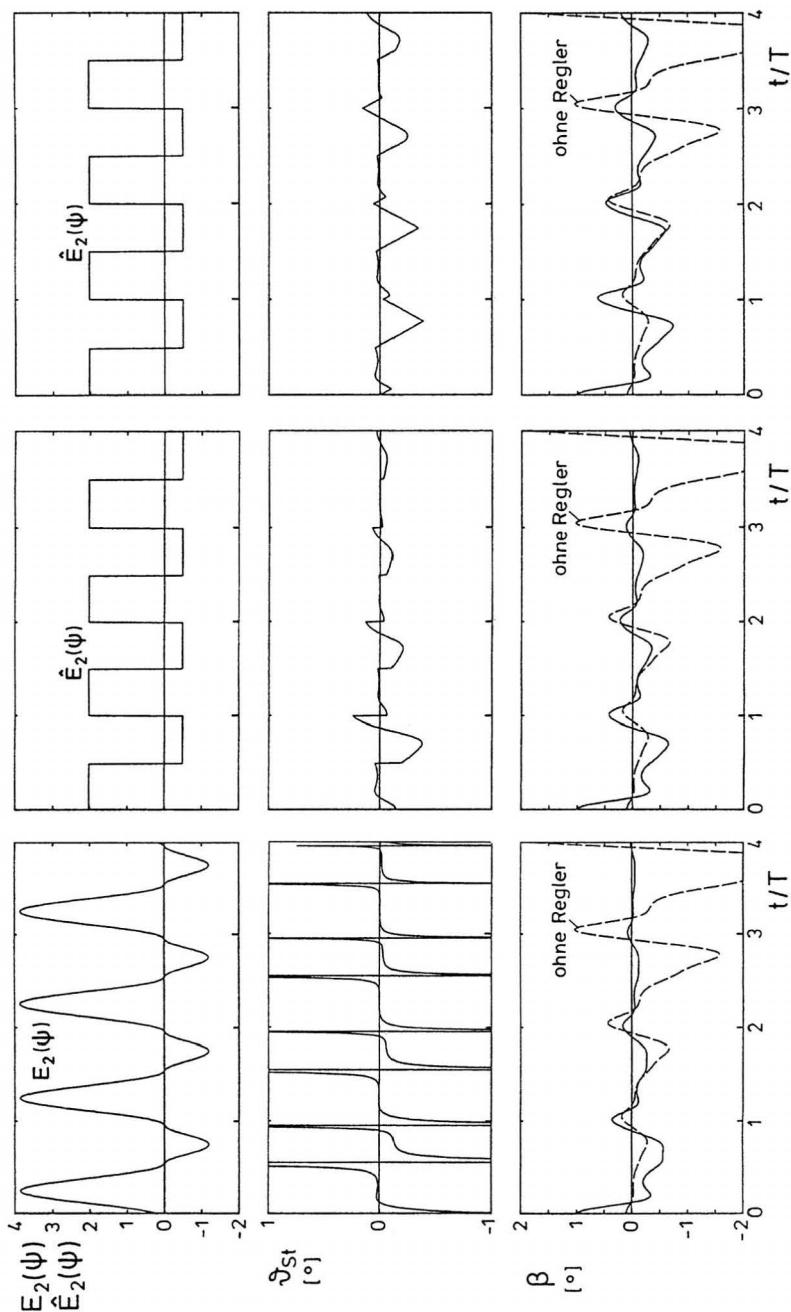 E₂(ψ)
Ê₂(ψ)
4
3
2
1
0
-1
-2
E₂(ψ)
Ê₂(ψ)
Ê₂(ψ)
ϑSt
[°]
1
0
-1
β
[°]
2
1
0
-1
-2
ohne Regler
0
1
2
3
4
t/T
ohne Regler
0
1
2
3
4
t/T
ohne Regler
0
1
2
3
4
t/T